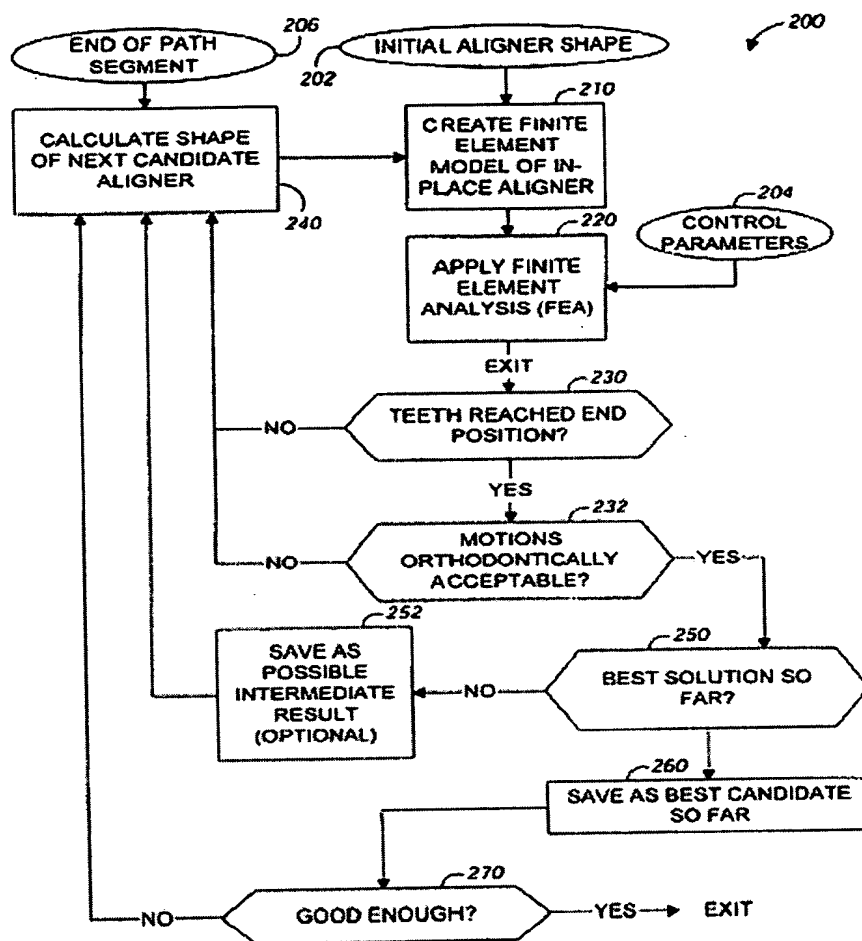 200
206
END OF PATH
SEGMENT
202
INITIAL ALIGNER SHAPE
CALCULATE SHAPE
OF NEXT CANDIDATE
ALIGNER
240
210
CREATE FINITE
ELEMENT
MODEL OF IN-
PLACE ALIGNER
220
APPLY FINITE
ELEMENT
ANALYSIS (FEA)
204
CONTROL
PARAMETERS
EXIT
230
TEETH REACHED END
POSITION?
NO
YES
232
MOTIONS
ORTHODONTICALLY
ACCEPTABLE?
NO
YES
252
SAVE AS
POSSIBLE
INTERMEDIATE
RESULT
(OPTIONAL)
250
BEST SOLUTION SO
FAR?
NO
260
SAVE AS BEST CANDIDATE
SO FAR
270
GOOD ENOUGH?
NO
YES
EXIT